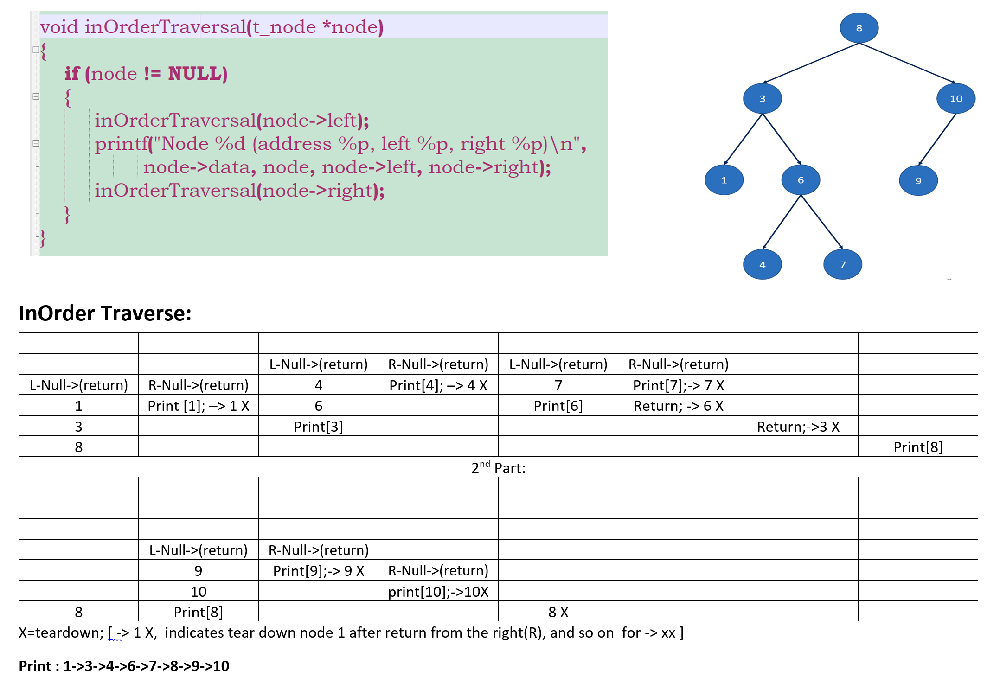 void inOrderTraversal(t_node *node)
{
if (node != NULL)
{
inOrderTraversal(node->left);
printf("Node %d (address %p, left %p, right %p)\n",
node->data, node, node->left, node->right);
inOrderTraversal(node->right);
}
}
8
3 10
1 6 9
4 7
InOrder Traverse:
L-Null->(return) R-Null->(return) L-Null->(return) R-Null->(return)
L-Null->(return) R-Null->(return) 4 Print[4]; –> 4 X 7 Print[7];-> 7 X
1 Print [1]; –> 1 X 6 Print[6] Return; -> 6 X
3 Print[3] Return;->3 X
8 Print[8]
2nd Part:
L-Null->(return) R-Null->(return)
9 Print[9];-> 9 X R-Null->(return)
10 print[10];->10X
8 Print[8] 8 X
X=teardown; [ -> 1 X, indicates tear down node 1 after return from the right(R), and so on for -> xx ]
Print : 1->3->4->6->7->8->9->10